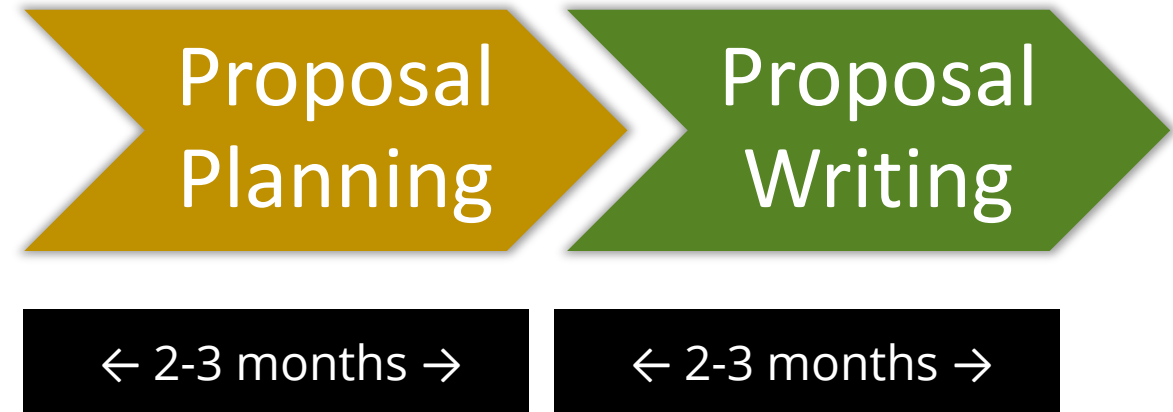 Proposal
Planning
Proposal
Writing
← 2-3 months →
← 2-3 months →